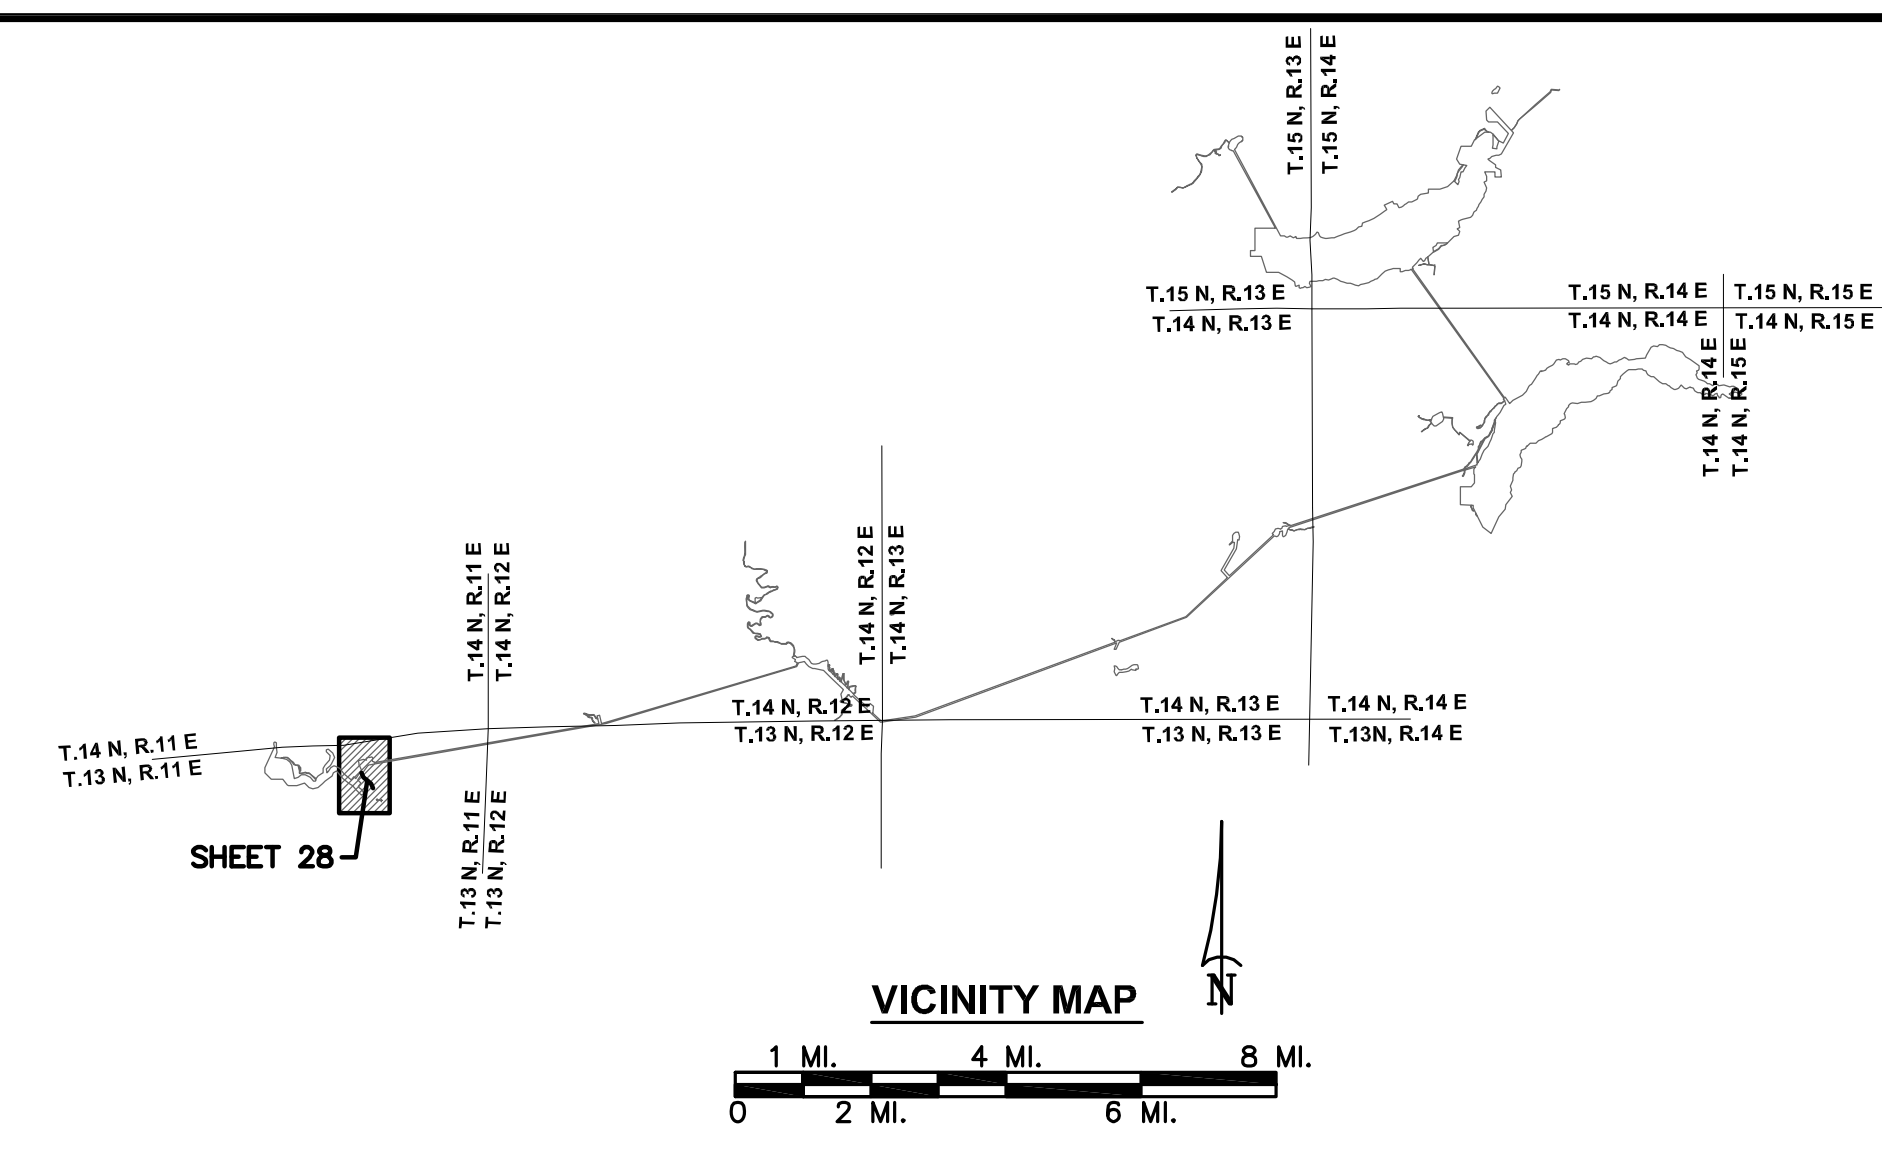 T.15 N, R.13 E
T.15 N, R.14 E
T.15 N, R.13 E
T.14 N, R.13 E
T.15 N, R.14 E
T.14 N, R.14 E
T.15 N, R.15 E
T.14 N, R.15 E
T.14 N, R.14 E
T.14 N, R.15 E
T.14 N, R.11 E
T.14 N, R.12 E
T.14 N, R.12 E
T.14 N, R.13 E
T.14 N, R.12 E
T.13 N, R.12 E
T.14 N, R.13 E
T.13 N, R.13 E
T.14 N, R.14 E
T.13N, R.14 E
T.14 N, R.11 E
T.13 N, R.11 E
T.13 N, R.11 E
T.13 N, R.12 E
SHEET 28
N
VICINITY MAP
1 MI. 4 MI. 8 MI.
0 2 MI. 6 MI.